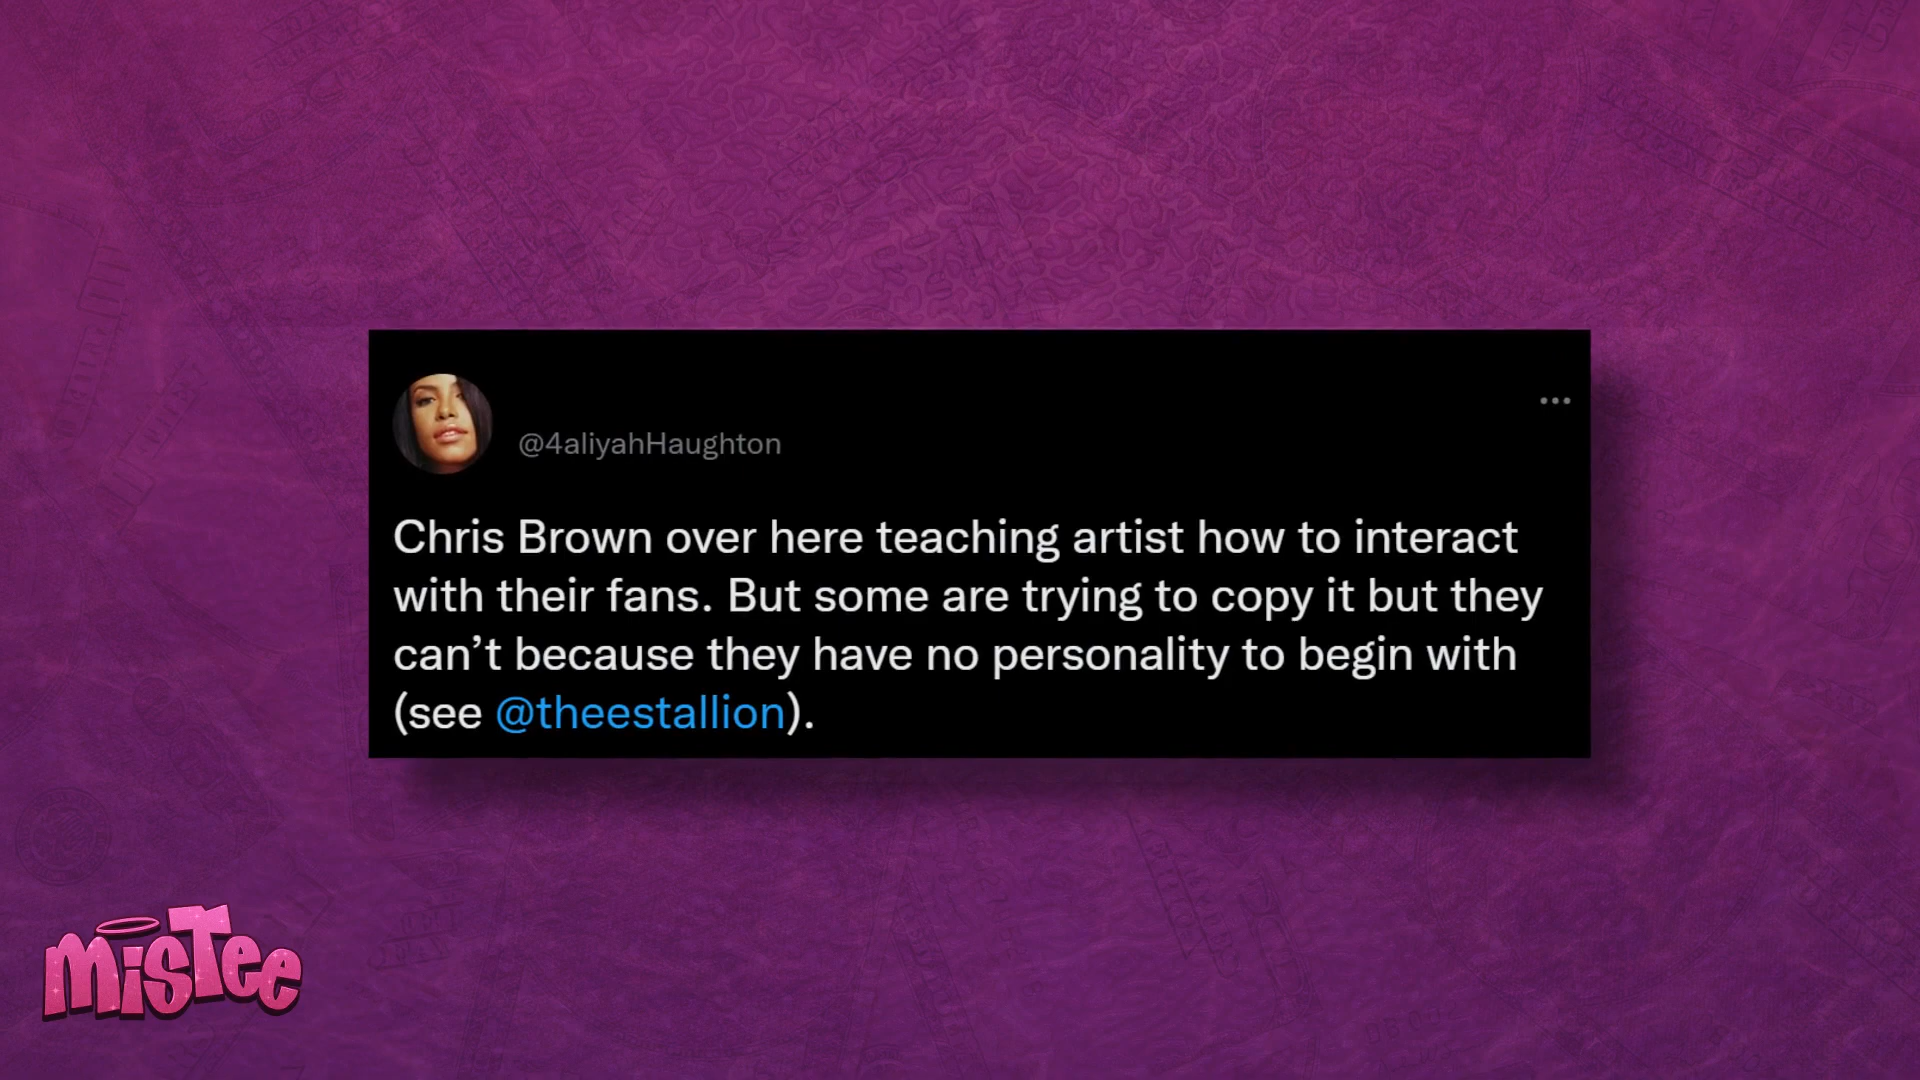 @4aliyahHaughton
Chris Brown over here teaching artist how to interact
with their fans. But some are trying to copy it but they
can’t because they have no personality to begin with
(see @theestallion).
misTee